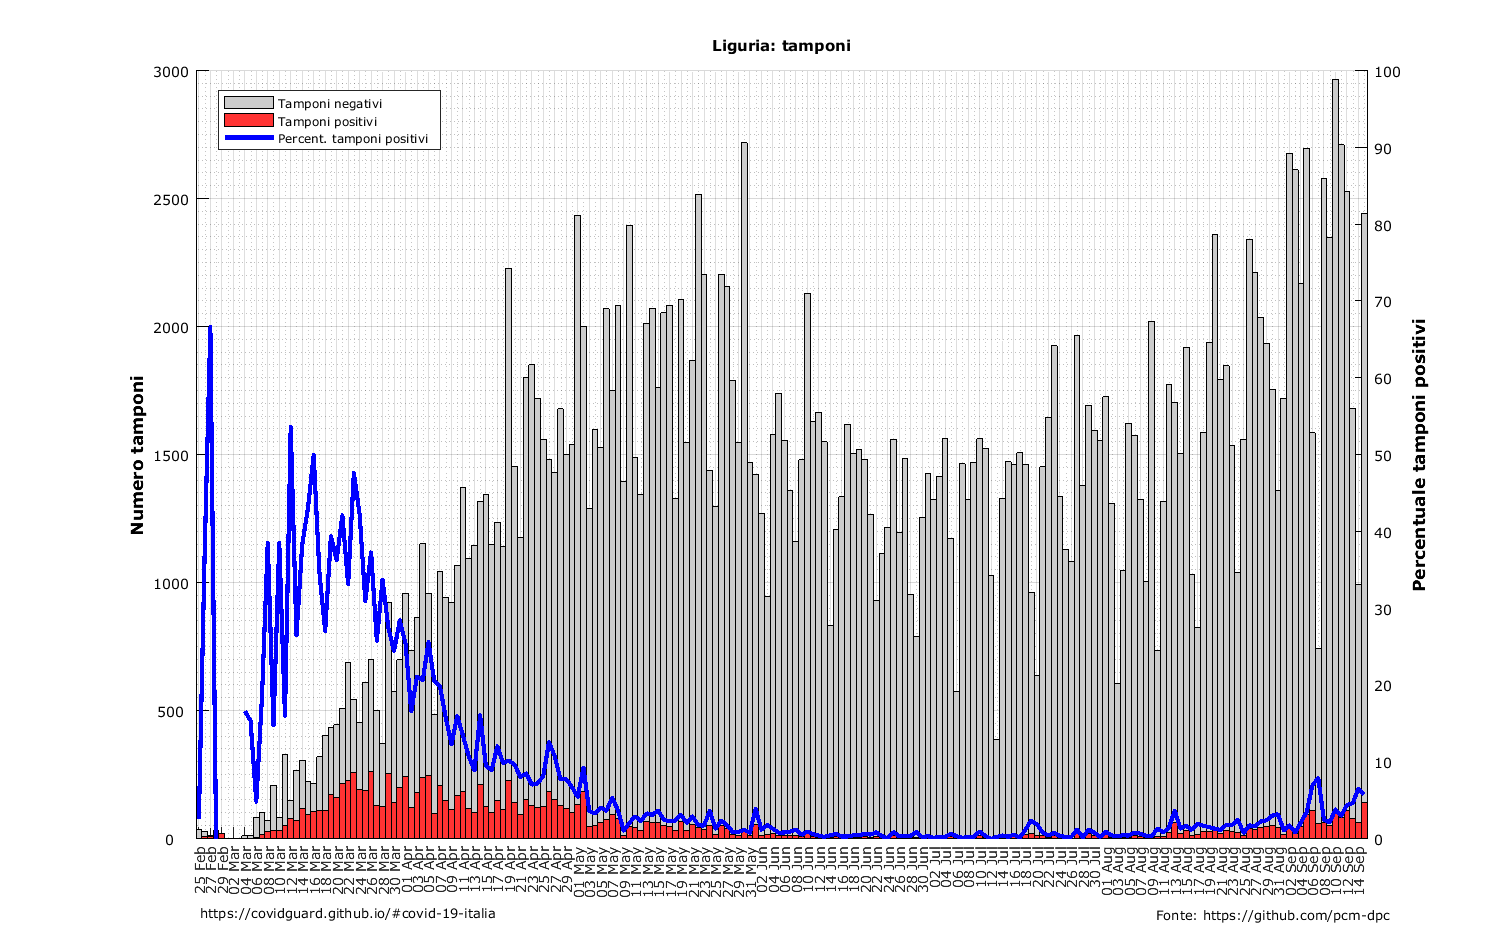 Liguria: tamponi
Tamponi negativi
Tamponi positivi
Percent. tamponi positivi
Numero tamponi
3000
2500
2000
1500
1000
500
0
Percentuale tamponi positivi
100
90
80
70
60
50
40
30
20
10
0
25 Feb
27 Feb
29 Feb
02 Mar
04 Mar
06 Mar
08 Mar
10 Mar
12 Mar
14 Mar
16 Mar
18 Mar
20 Mar
22 Mar
24 Mar
26 Mar
28 Mar
30 Mar
01 Apr
03 Apr
05 Apr
07 Apr
09 Apr
11 Apr
13 Apr
15 Apr
17 Apr
19 Apr
21 Apr
23 Apr
25 Apr
27 Apr
29 Apr
01 May
03 May
05 May
07 May
09 May
11 May
13 May
15 May
17 May
19 May
21 May
23 May
25 May
27 May
29 May
31 May
02 Jun
04 Jun
06 Jun
08 Jun
10 Jun
12 Jun
14 Jun
16 Jun
18 Jun
20 Jun
22 Jun
24 Jun
26 Jun
28 Jun
30 Jun
02 Jul
04 Jul
06 Jul
08 Jul
10 Jul
12 Jul
14 Jul
16 Jul
18 Jul
20 Jul
22 Jul
24 Jul
26 Jul
28 Jul
30 Jul
01 Aug
03 Aug
05 Aug
07 Aug
09 Aug
11 Aug
13 Aug
15 Aug
17 Aug
19 Aug
21 Aug
23 Aug
25 Aug
27 Aug
29 Aug
31 Aug
02 Sep
04 Sep
06 Sep
08 Sep
10 Sep
12 Sep
14 Sep
https://covidguard.github.io/#covid-19-italia
Fonte: https://github.com/pcm-dpc